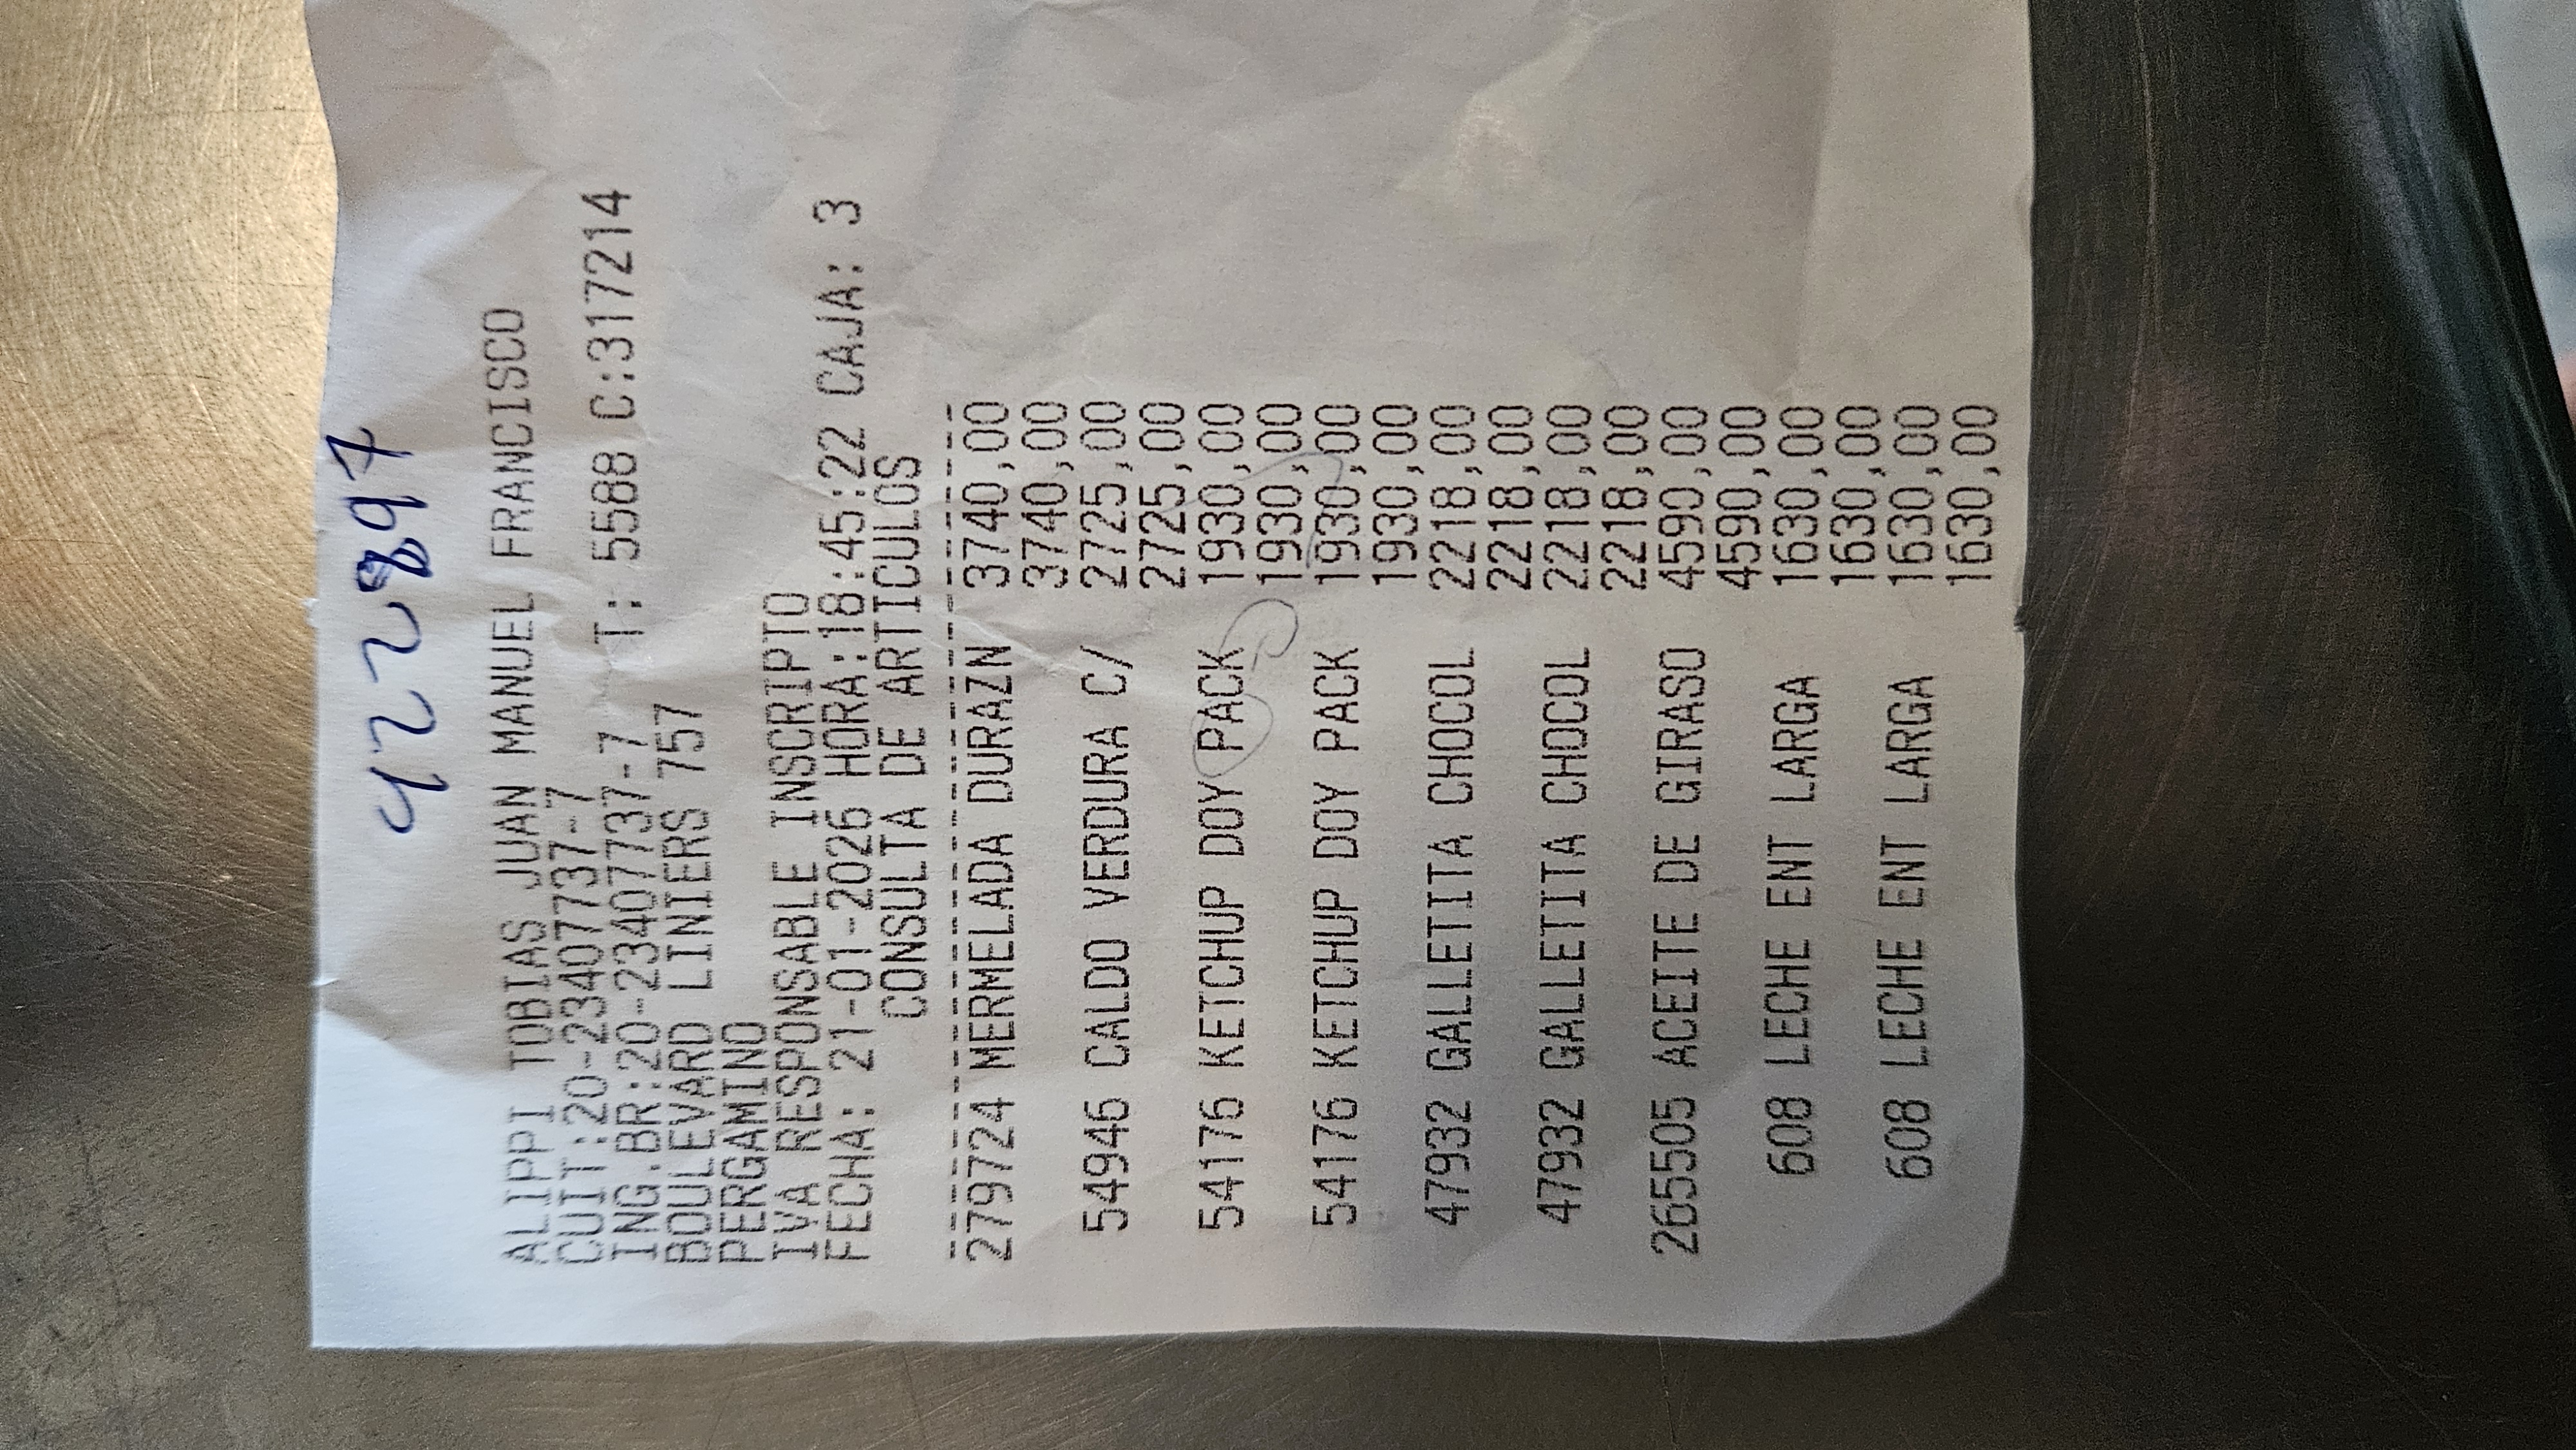 422897
ALIPPI TOBIAS JUAN MANUEL FRANCISCO
CUIT:20-23407737-7
ING.BR:20-23407737-7 T: 5588 C:317214
BOULEVARD LINIERS 757
PERGAMINO
IVA RESPONSABLE INSCRIPTO
FECHA: 21-01-2026 HORA:18:45:22 CAJA: 3
CONSULTA DE ARTICULOS
279724 MERMELADA DURAZN 3740,00
3740,00
54946 CALDO VERDURA C/ 2725,00
2725,00
54176 KETCHUP DOY PACK 1930,00
1930,00
54176 KETCHUP DOY PACK 1930,00
1930,00
47932 GALLETITA CHOCOL 2218,00
2218,00
47932 GALLETITA CHOCOL 2218,00
2218,00
2655505 ACEITE DE GIRASO 4590,00
4590,00
608 LECHE ENT LARGA 1630,00
1630,00
608 LECHE ENT LARGA 1630,00
1630,00